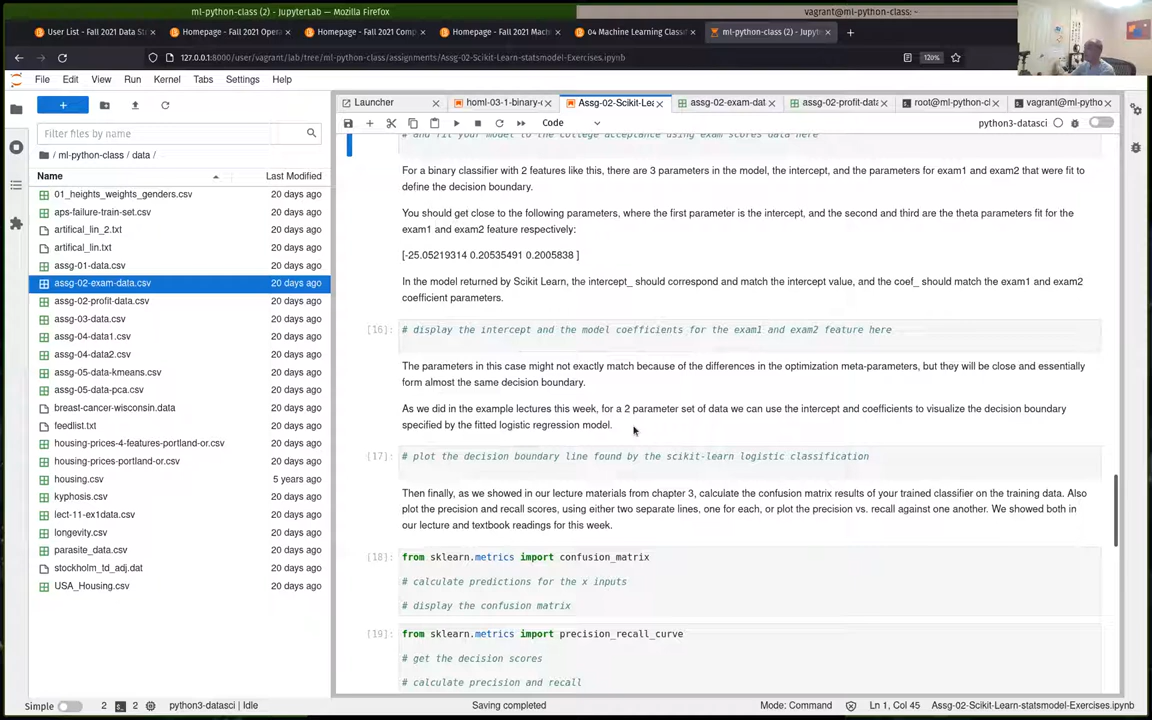 ml-python-class (2) - JupyterLab — Mozilla Firefox
vagrant@ml-python-class: ~
User List - Fall 2021 Data St
Homepage - Fall 2021 Opera
Homepage - Fall 2021 Comp
Homepage - Fall 2021 Mach
04 Machine Learning Classi
ml-python-class (2) - Jupyt
127.0.0.1:8000/user/vagrant/lab/tree/ml-python-class/assignments/Assg-02-Scikit-Learn-statsmodel-Exercises.ipynb
120%
File Edit View Run Kernel Tabs Settings Help
Launcher
homl-03-1-binary-c
Assg-02-Scikit-Lea
assg-02-exam-dat
assg-02-profit-data
root@ml-python-cl
vagrant@ml-pytho
Code
python3-datasci
Filter files by name
/ ml-python-class / data /
Name Last Modified
01_heights_weights_genders.csv 20 days ago
aps-failure-train-set.csv 20 days ago
artifical_lin_2.txt 20 days ago
artifical_lin.txt 20 days ago
assg-01-data.csv 20 days ago
assg-02-exam-data.csv 20 days ago
assg-02-profit-data.csv 20 days ago
assg-03-data.csv 20 days ago
assg-04-data1.csv 20 days ago
assg-04-data2.csv 20 days ago
assg-05-data-kmeans.csv 20 days ago
assg-05-data-pca.csv 20 days ago
breast-cancer-wisconsin.data 20 days ago
feedlist.txt 20 days ago
housing-prices-4-features-portland-or.csv 20 days ago
housing-prices-portland-or.csv 20 days ago
housing.csv 5 years ago
kyphosis.csv 20 days ago
lect-11-ex1data.csv 20 days ago
longevity.csv 20 days ago
parasite_data.csv 20 days ago
stockholm_td_adj.dat 20 days ago
USA_Housing.csv 20 days ago
# and fit your model to the college acceptance using exam scores data here
For a binary classifier with 2 features like this, there are 3 parameters in the model, the intercept, and the parameters for exam1 and exam2 that were fit to
define the decision boundary.
You should get close to the following parameters, where the first parameter is the intercept, and the second and third are the theta parameters fit for the
exam1 and exam2 feature respectively:
[-25.05219314 0.20535491 0.2005838 ]
In the model returned by Scikit Learn, the intercept_ should correspond and match the intercept value, and the coef_ should match the exam1 and exam2
coefficient parameters.
[16]: # display the intercept and the model coefficients for the exam1 and exam2 feature here
The parameters in this case might not exactly match because of the differences in the optimization meta-parameters, but they will be close and essentially
form almost the same decision boundary.
As we did in the example lectures this week, for a 2 parameter set of data we can use the intercept and coefficients to visualize the decision boundary
specified by the fitted logistic regression model.
[17]: # plot the decision boundary line found by the scikit-learn logistic classification
Then finally, as we showed in our lecture materials from chapter 3, calculate the confusion matrix results of your trained classifier on the training data. Also
plot the precision and recall scores, using either two separate lines, one for each, or plot the precision vs. recall against one another. We showed both in
our lecture and textbook readings for this week.
[18]: from sklearn.metrics import confusion_matrix
# calculate predictions for the x inputs
# display the confusion matrix
[19]: from sklearn.metrics import precision_recall_curve
# get the decision scores
# calculate precision and recall
Simple 2 2 python3-datasci | Idle Saving completed Mode: Command Ln 1, Col 45 Assg-02-Scikit-Learn-statsmodel-Exercises.ipynb